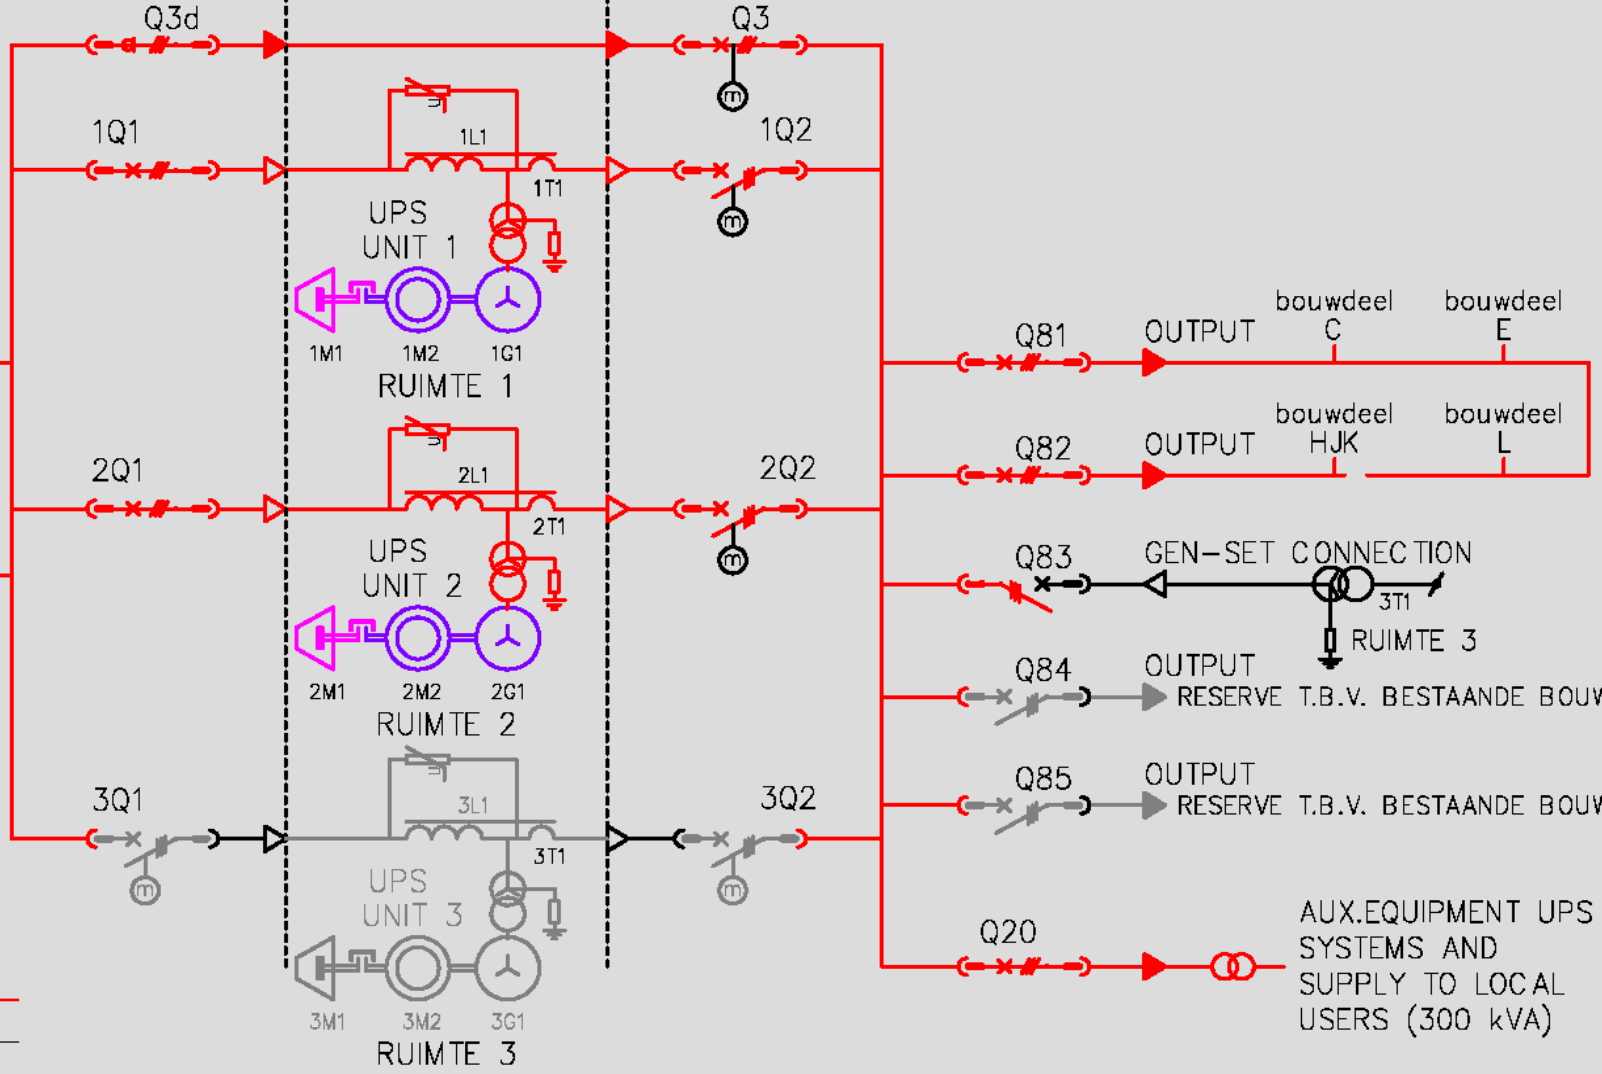 Q3d
Q3
m
1Q1
1L1
1Q2
1T1
m
UPS
UNIT 1
1M1
1M2
1G1
RUIMTE 1
bouwdeel
C
bouwdeel
E
Q81
OUTPUT
bouwdeel
HJK
bouwdeel
L
Q82
OUTPUT
2Q1
2L1
2Q2
2T1
m
UPS
UNIT 2
2M1
2M2
2G1
RUIMTE 2
Q83
GEN-SET CONNECTION
3T1
RUIMTE 3
Q84
OUTPUT
RESERVE T.B.V. BESTAANDE BOUW
Q85
OUTPUT
RESERVE T.B.V. BESTAANDE BOUW
3Q1
m
3L1
3Q2
3T1
m
UPS
UNIT 3
3M1
3M2
3G1
RUIMTE 3
Q20
AUX.EQUIPMENT UPS
SYSTEMS AND
SUPPLY TO LOCAL
USERS (300 kVA)